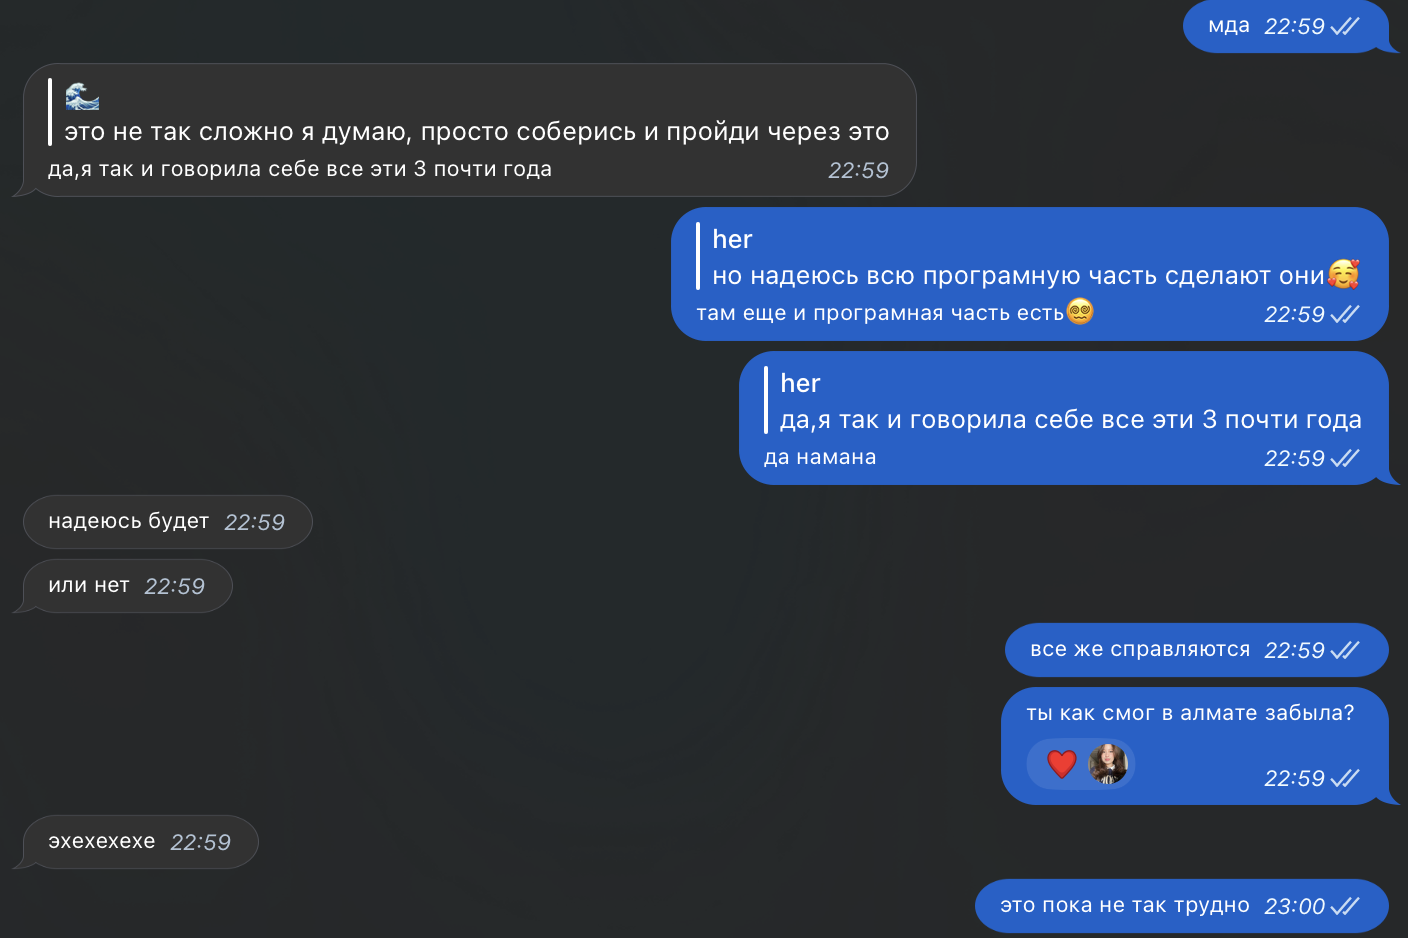 мда 22:59
🌊
это не так сложно я думаю, просто соберись и пройди через это
да,я так и говорила себе все эти 3 почти года 22:59
her
но надеюсь всю програмную часть сделают они🥰
там еще и програмная часть есть😵‍💫 22:59
her
да,я так и говорила себе все эти 3 почти года
да намана 22:59
надеюсь будет 22:59
или нет 22:59
все же справляются 22:59
ты как смог в алмате забыла?
❤️ 22:59
эхехехехе 22:59
это пока не так трудно 23:00